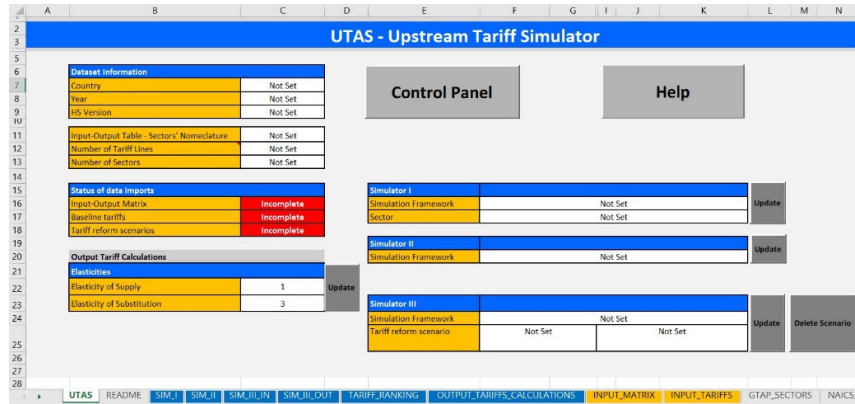 A B C D E F G I J K L M N
2
3
UTAS - Upstream Tariff Simulator
5
6 Dataset Information
7 Country Not Set
8 Year Not Set
9 HS Version Not Set
Control Panel
Help
10
11 Input-Output Table - Sectors' Nomeclature Not Set
12 Number of Tariff Lines Not Set
13 Number of Sectors Not Set
14
15 Status of data Imports Simulator I
16 Input-Output Matrix Incomplete Simulation Framework Not Set Update
17 Baseline tariffs Incomplete Sector Not Set
18 Tariff reform scenarios Incomplete
19 Simulator II
20 Output Tariff Calculations Simulation Framework Not Set Update
21 Elasticities
22 Elasticity of Supply 1 Update
23 Elasticity of Substitution 3 Simulator III
24 Simulation Framework Not Set Update Delete Scenario
25 Tariff reform scenario Not Set Not Set
26
27
28
UTAS README SIM_I SIM_II SIM_III_IN SIM_III_OUT TARIFF_RANKING OUTPUT_TARIFFS_CALCULATIONS INPUT_MATRIX INPUT_TARIFFS GTAP_SECTORS NAICS_